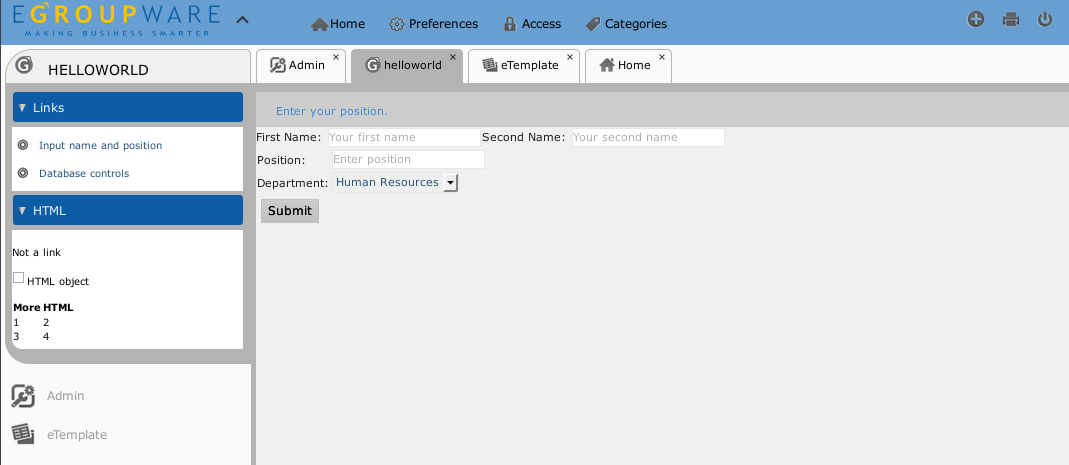 EGROUPWARE
MAKING BUSINESS SMARTER
Home Preferences Access Categories
HELLOWORLD
Admin x helloworld x eTemplate x Home x
Links
Input name and position
Database controls
HTML
Not a link
HTML object
More HTML
1 2
3 4
Admin
eTemplate
Enter your position.
First Name: Your first name Second Name: Your second name
Position: Enter position
Department: Human Resources
Submit